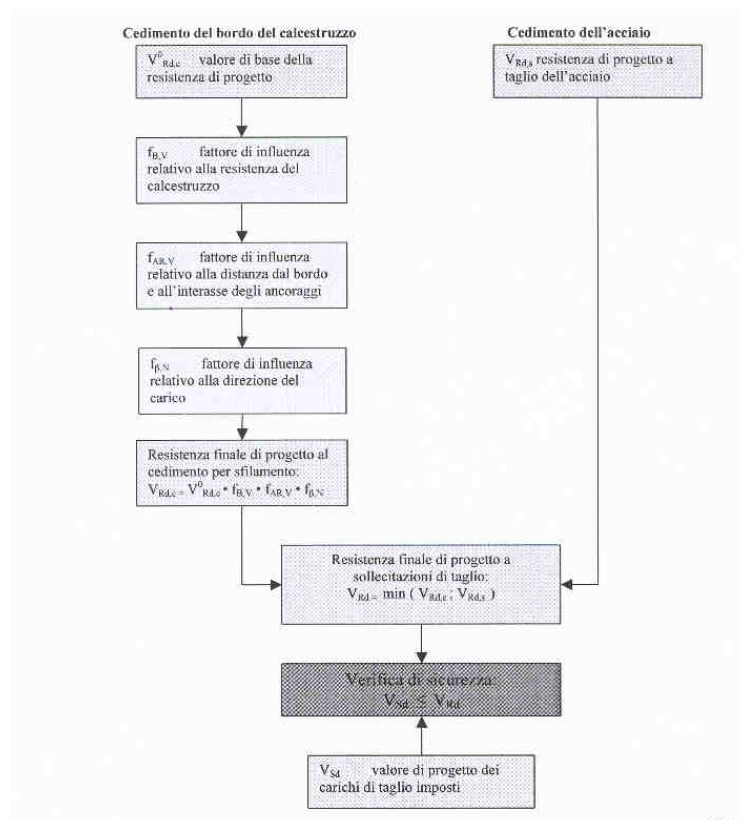 Cedimento del bordo del calcestruzzo
V⁰Rd,c valore di base della
resistenza di progetto
fB,V fattore di influenza
relativo alla resistenza del
calcestruzzo
fAR,V fattore di influenza
relativo alla distanza dal bordo
e all'interasse degli ancoraggi
fβ,N fattore di influenza
relativo alla direzione del
carico
Resistenza finale di progetto al
cedimento per sfilamento:
VRd,c = V⁰Rd,c • fB,V • fAR,V • fβ,N
Cedimento dell'acciaio
VRd,s resistenza di progetto a
taglio dell'acciaio
Resistenza finale di progetto a
sollecitazioni di taglio:
VRd = min ( VRd,c ; VRd,s )
Verifica di sicurezza:
VSd ≤ VRd
VSd valore di progetto dei
carichi di taglio imposti